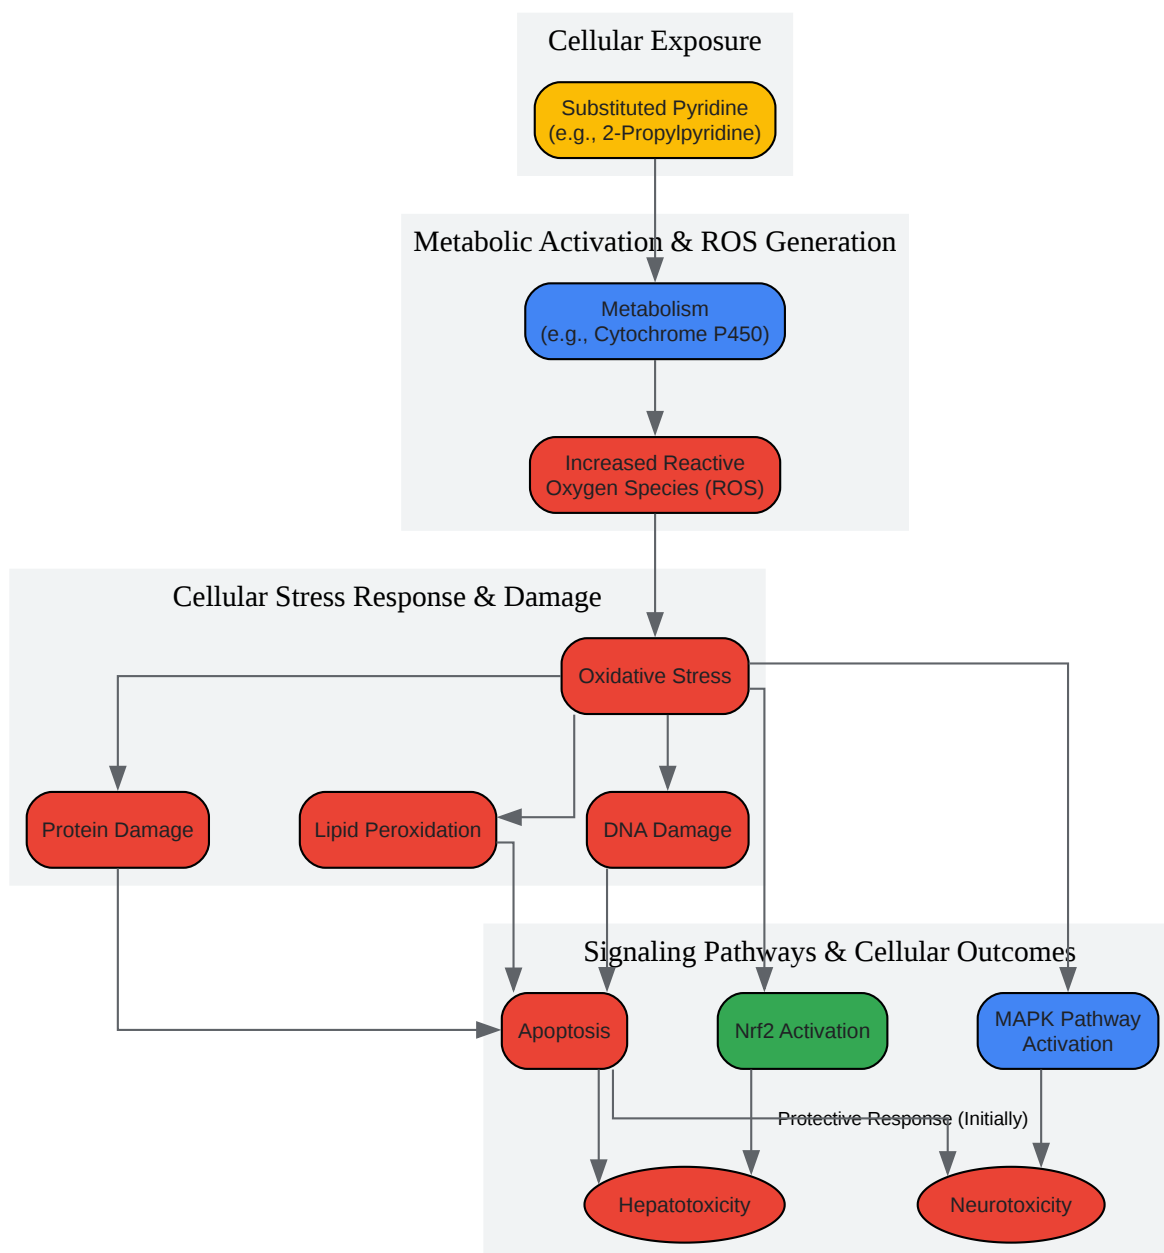 Cellular Exposure
Substituted Pyridine
(e.g., 2-Propylpyridine)
Metabolic Activation & ROS Generation
Metabolism
(e.g., Cytochrome P450)
Increased Reactive
Oxygen Species (ROS)
Cellular Stress Response & Damage
Oxidative Stress
Protein Damage
Lipid Peroxidation
DNA Damage
Signaling Pathways & Cellular Outcomes
Apoptosis
Nrf2 Activation
MAPK Pathway
Activation
Protective Response (Initially)
Hepatotoxicity
Neurotoxicity